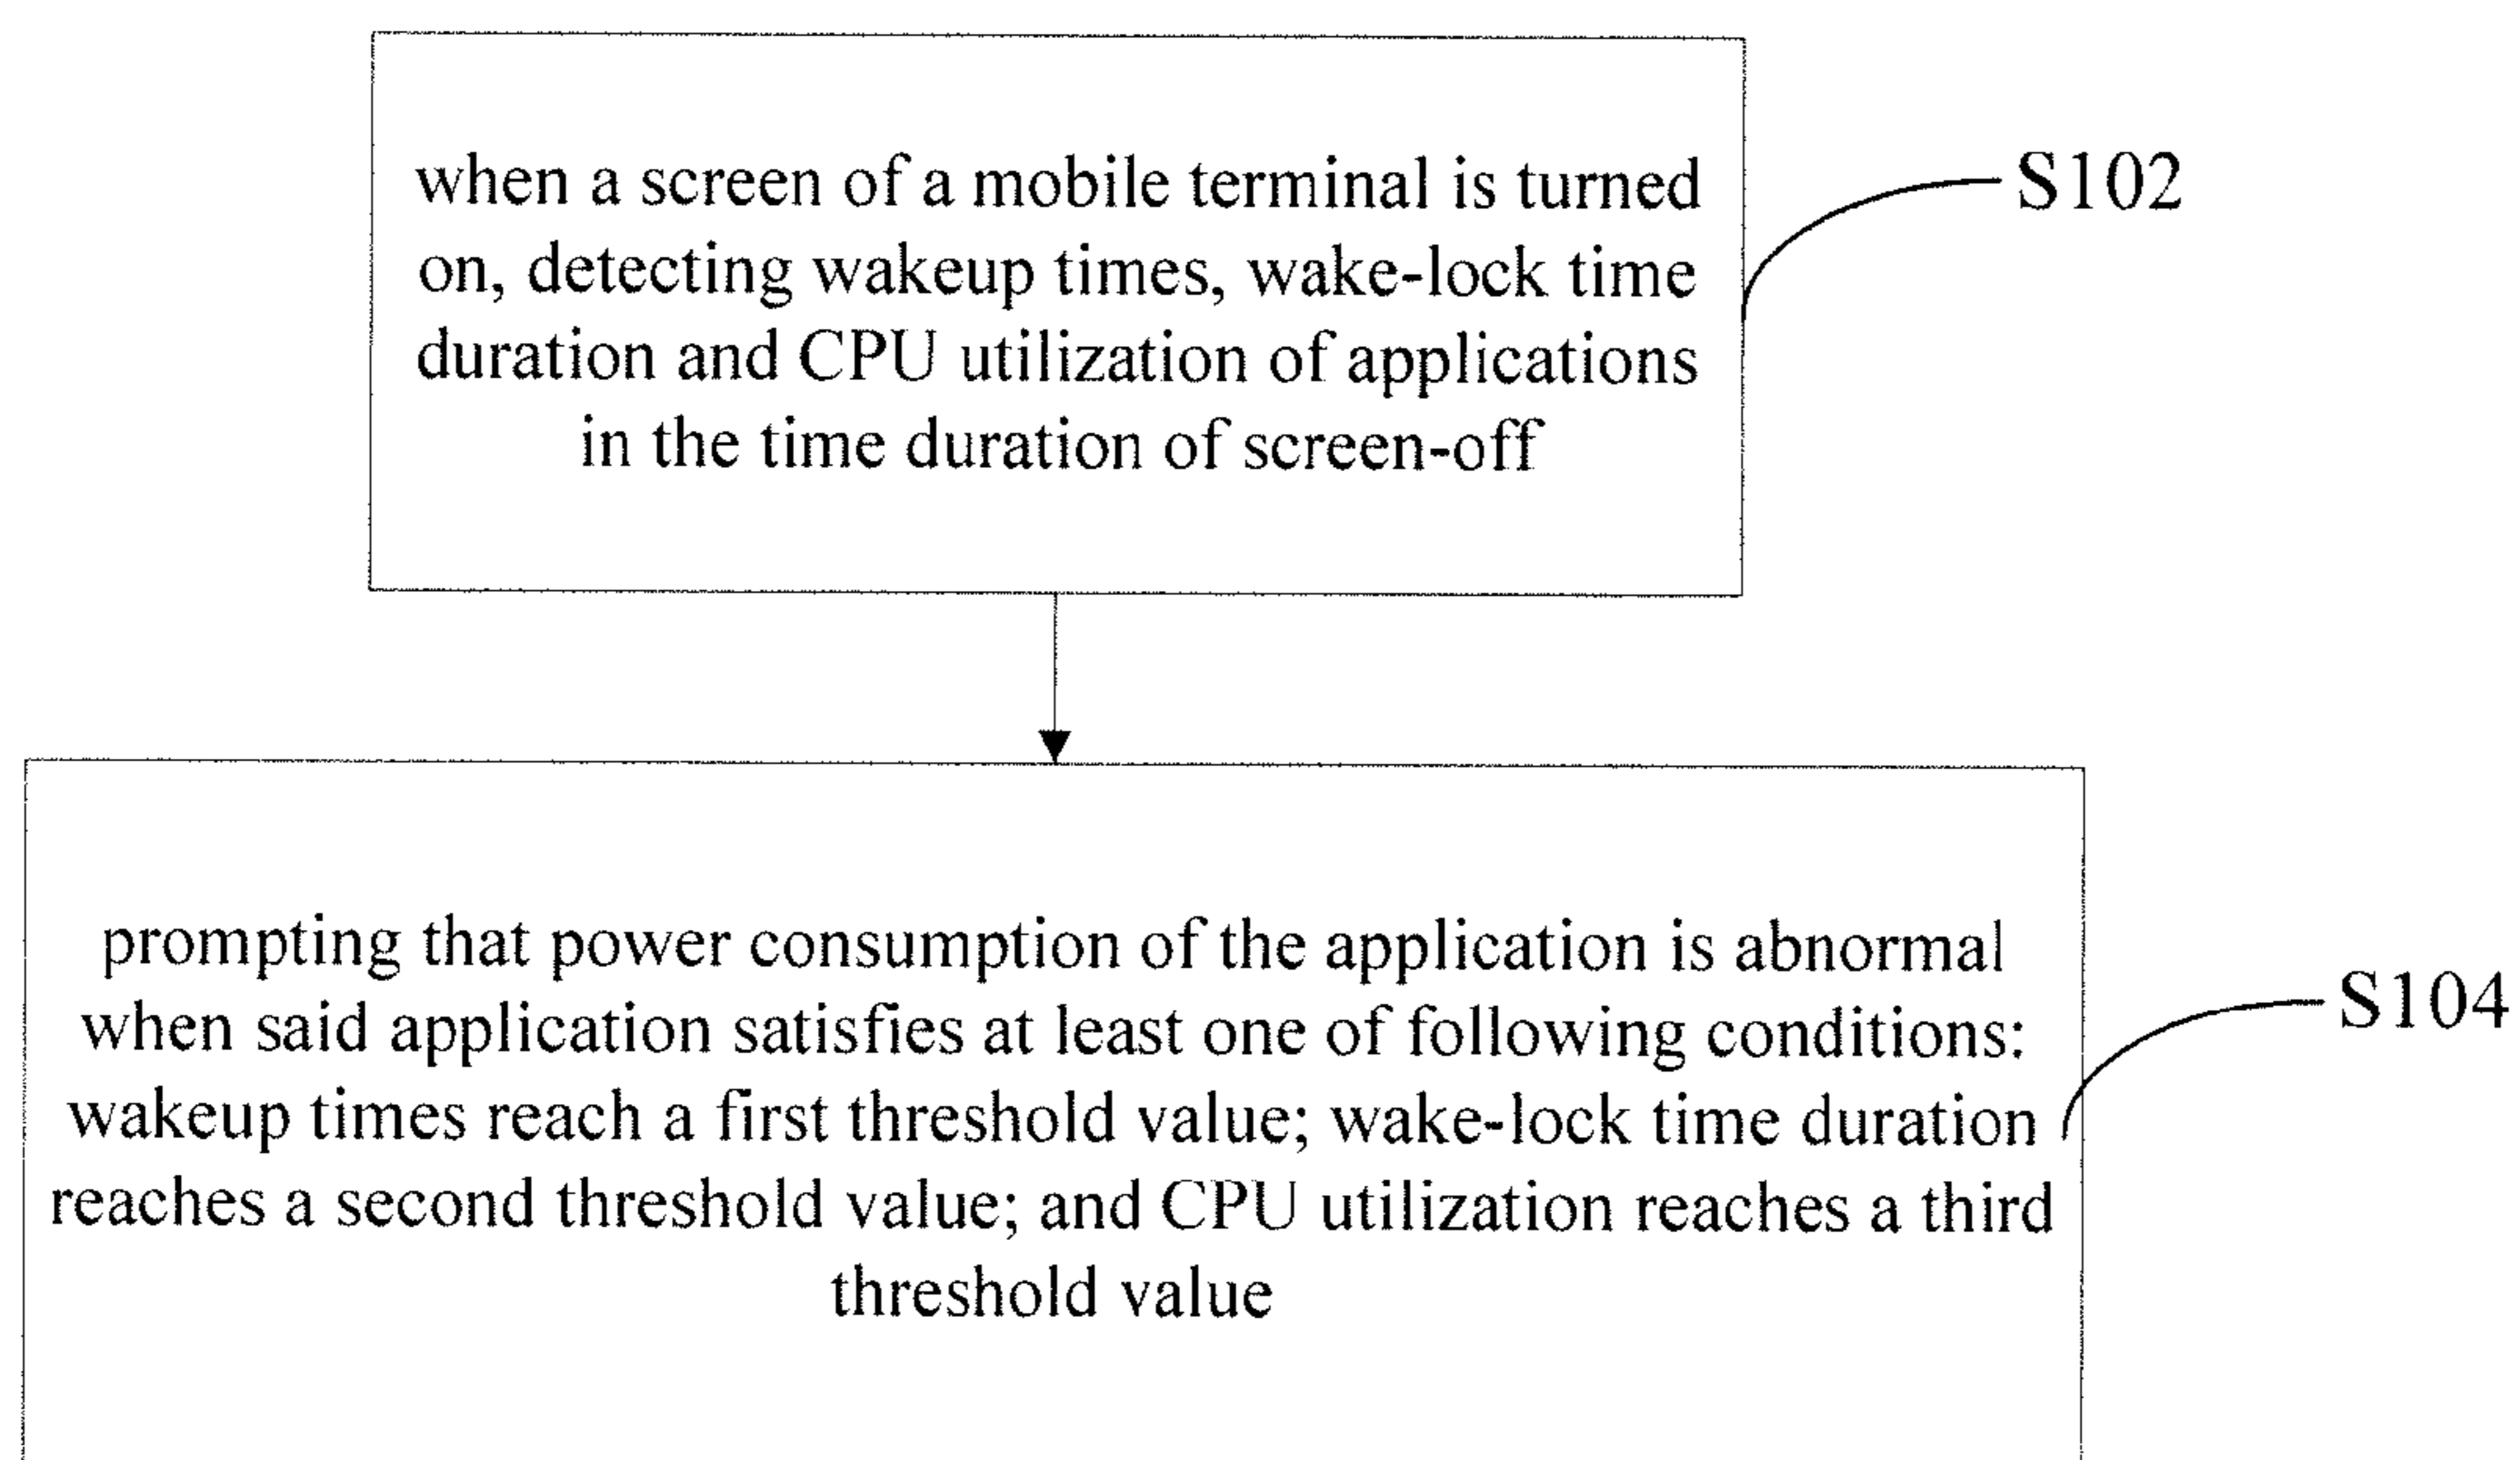 when a screen of a mobile terminal is turned
on, detecting wakeup times, wake-lock time
duration and CPU utilization of applications
in the time duration of screen-off
S102
prompting that power consumption of the application is abnormal
when said application satisfies at least one of following conditions:
wakeup times reach a first threshold value; wake-lock time duration
reaches a second threshold value; and CPU utilization reaches a third
threshold value
S104